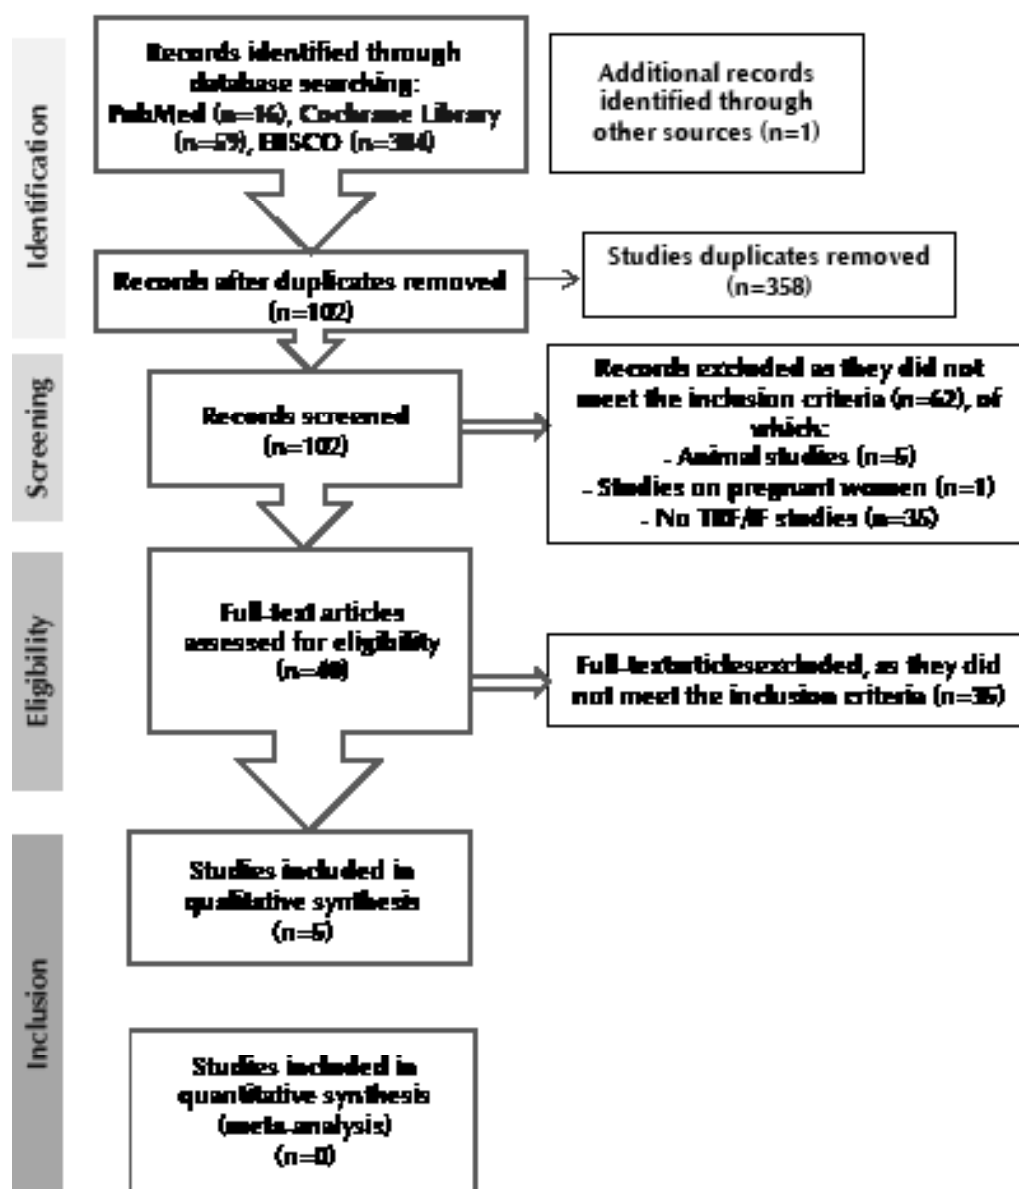 Identification
Records identified through
database searching:
PubMed (n=16), Cochrane Library
(n=59), EBSCO (n=384)
Additional records
identified through
other sources (n=1)
Records after duplicates removed
(n=102)
Studies duplicates removed
(n=358)
Screening
Records screened
(n=102)
Records excluded as they did not
meet the inclusion criteria (n=62), of
which:
- Animal studies (n=5)
- Studies on pregnant women (n=1)
- No TRF/IF studies (n=35)
Eligibility
Full-text articles
assessed for eligibility
(n=40)
Full-textarticlesexcluded, as they did
not meet the inclusion criteria (n=35)
Inclusion
Studies included in
qualitative synthesis
(n=5)
Studies included in
quantitative synthesis
(meta-analysis)
(n=0)